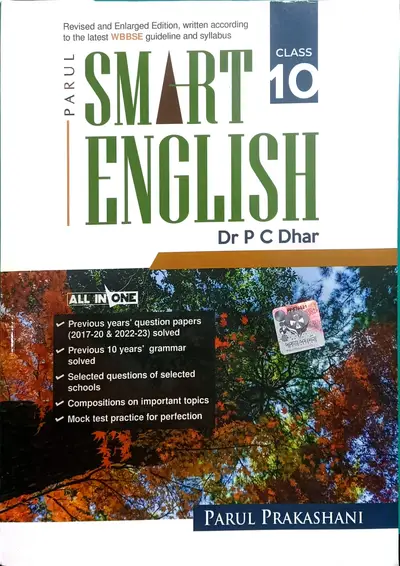 Revised and Enlarged Edition, written according
to the latest WBBSE guideline and syllabus
PARUL
SMART
CLASS
10
ENGLISH
Dr P C Dhar
ALL IN ONE
Previous years' question papers
(2017-20 & 2022-23) solved
Previous 10 years' grammar
solved
Selected questions of selected
schools
Compositions on important topics
Mock test practice for perfection
PARUL PRAKASHANI